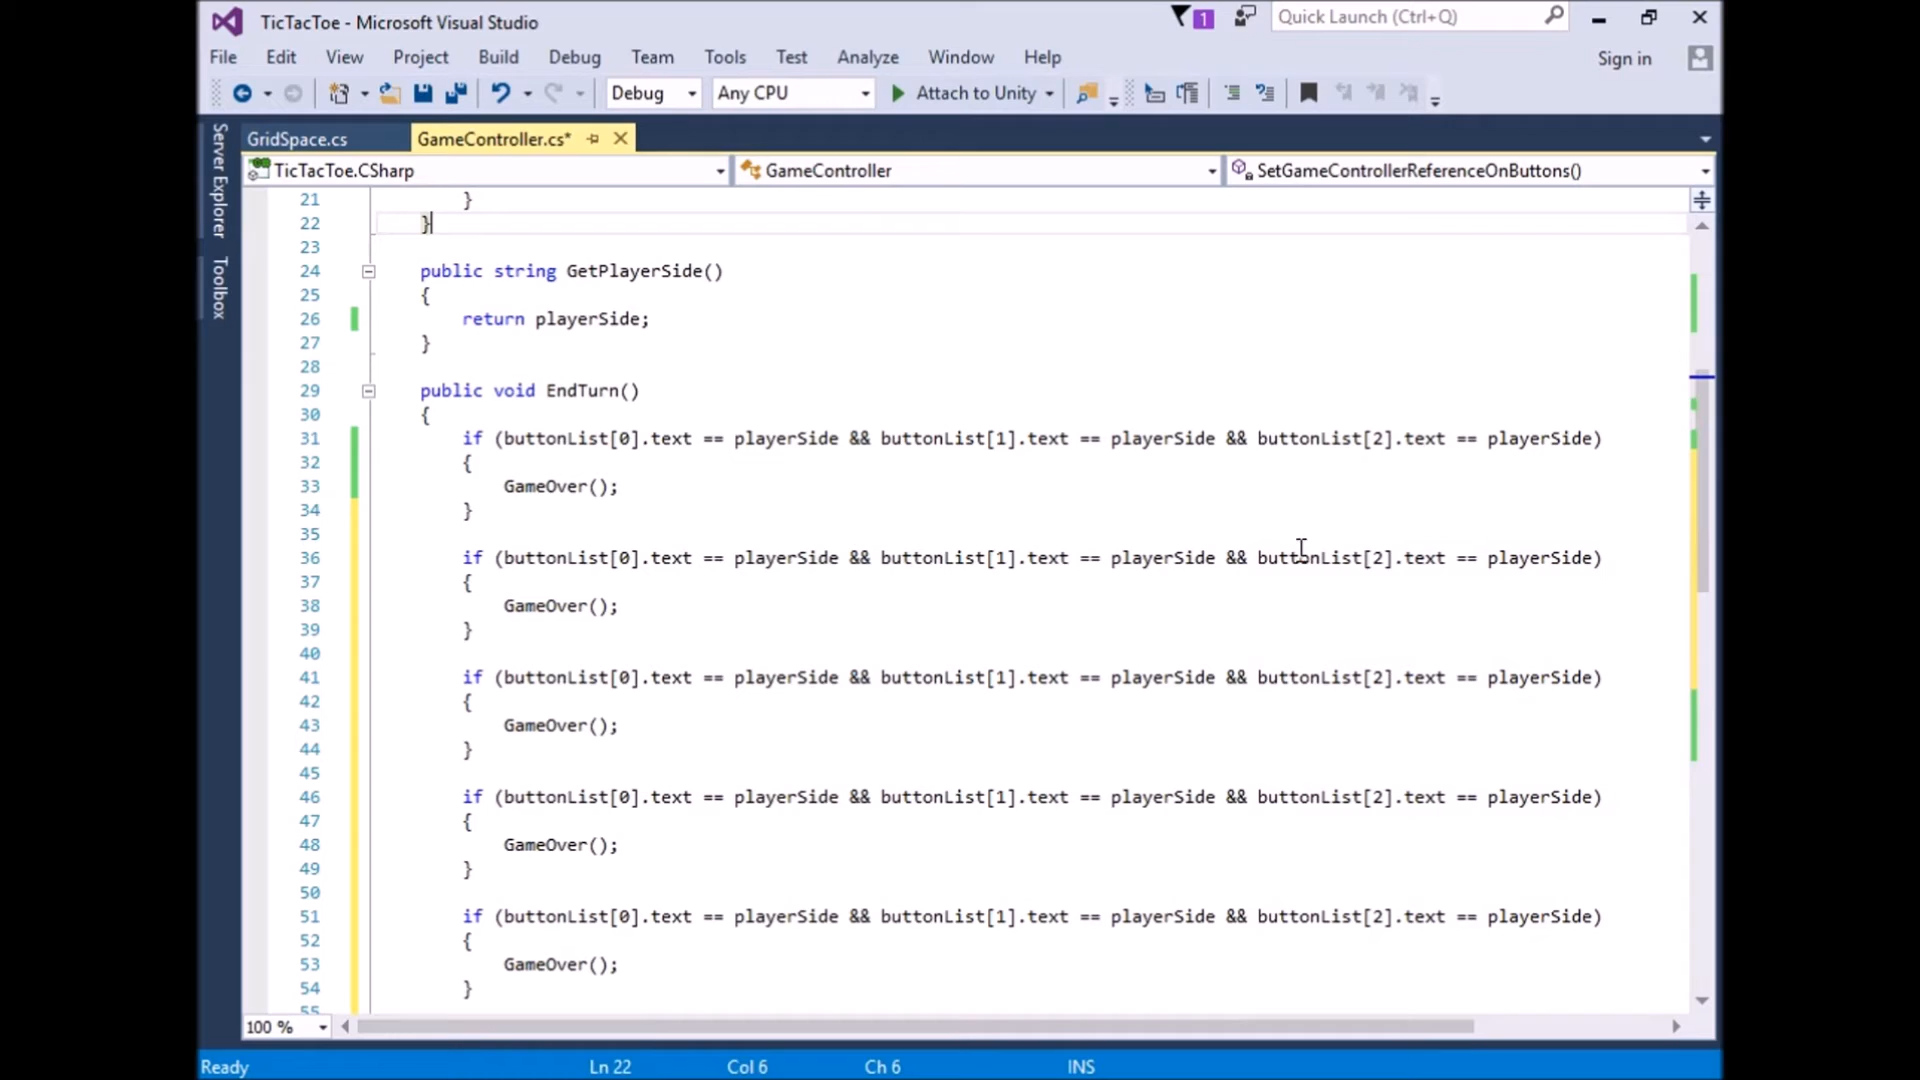 TicTacToe - Microsoft Visual Studio
1
Quick Launch (Ctrl+Q)
File Edit View Project Build Debug Team Tools Test Analyze Window Help
Sign in
Debug Any CPU Attach to Unity
Server Explorer
Toolbox
GridSpace.cs GameController.cs*
TicTacToe.CSharp GameController SetGameControllerReferenceOnButtons()
21 }
22 }
23
24 public string GetPlayerSide()
25 {
26 return playerSide;
27 }
28
29 public void EndTurn()
30 {
31 if (buttonList[0].text == playerSide && buttonList[1].text == playerSide && buttonList[2].text == playerSide)
32 {
33 GameOver();
34 }
35
36 if (buttonList[0].text == playerSide && buttonList[1].text == playerSide && buttonList[2].text == playerSide)
37 {
38 GameOver();
39 }
40
41 if (buttonList[0].text == playerSide && buttonList[1].text == playerSide && buttonList[2].text == playerSide)
42 {
43 GameOver();
44 }
45
46 if (buttonList[0].text == playerSide && buttonList[1].text == playerSide && buttonList[2].text == playerSide)
47 {
48 GameOver();
49 }
50
51 if (buttonList[0].text == playerSide && buttonList[1].text == playerSide && buttonList[2].text == playerSide)
52 {
53 GameOver();
54 }
55
100 %
Ready Ln 22 Col 6 Ch 6 INS